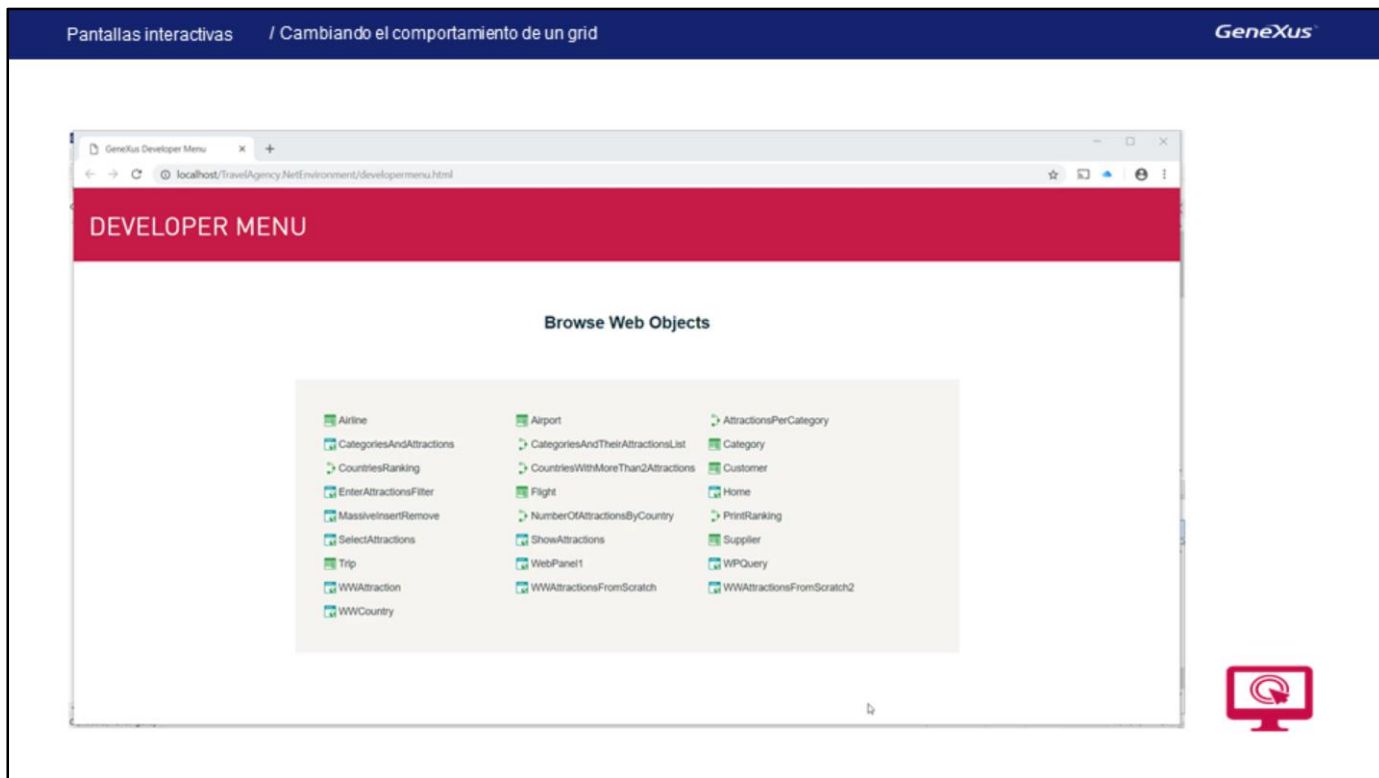 Pantallas interactivas / Cambiando el comportamiento de un grid GeneXus
GeneXus Developer Menu
localhost/TravelAgency.NetEnvironment/developermenu.html
DEVELOPER MENU
Browse Web Objects
Airline Airport AttractionsPerCategory
CategoriesAndAttractions CategoriesAndTheirAttractionsList Category
CountriesRanking CountriesWithMoreThan2Attractions Customer
EnterAttractionsFilter Flight Home
MassiveInsertRemove NumberOfAttractionsByCountry PrintRanking
SelectAttractions ShowAttractions Supplier
Trip WebPanel1 WPQuery
WWAttraction WWAttractionsFromScratch WWAttractionsFromScratch2
WWCountry